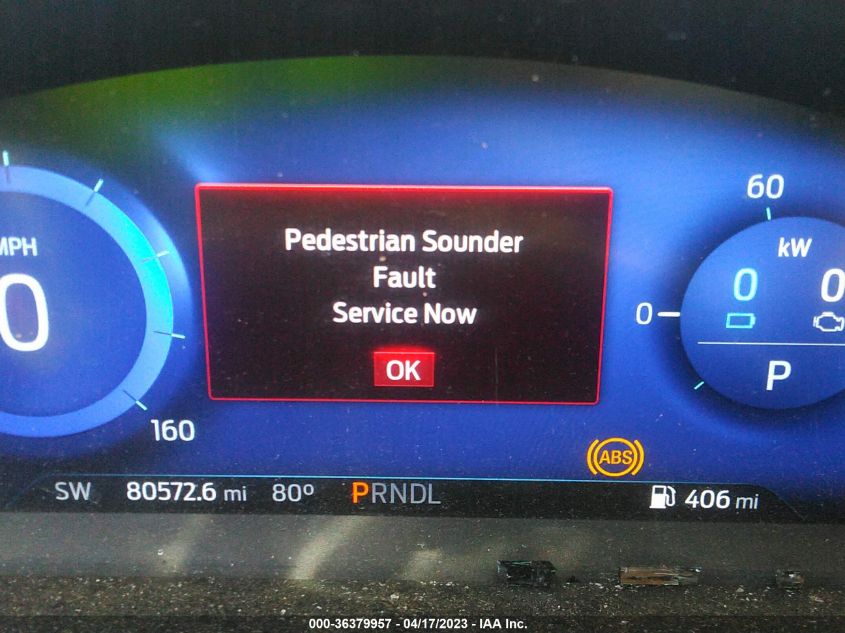 60
MPH
Pedestrian Sounder
Fault
Service Now
kW
0
0 0
0
OK
P
160
ABS
SW 80572.6 mi 80º PRNDL 406 mi
000-36379957 - 04/17/2023 - IAA Inc.